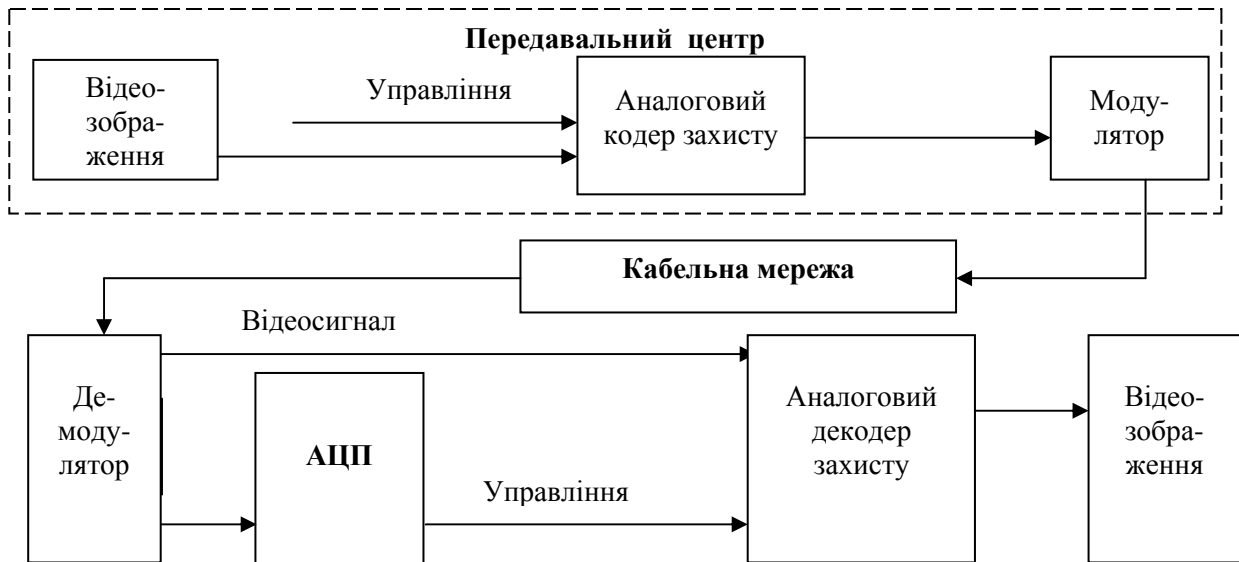 Передавальний центр
Відео-
зобра-
ження
Управління
Аналоговий
кодер захисту
Моду-
лятор
Кабельна мережа
Відеосигнал
Де-
моду-
лятор
АЦП
Управління
Аналоговий
декодер
захисту
Відео-
зобра-
ження